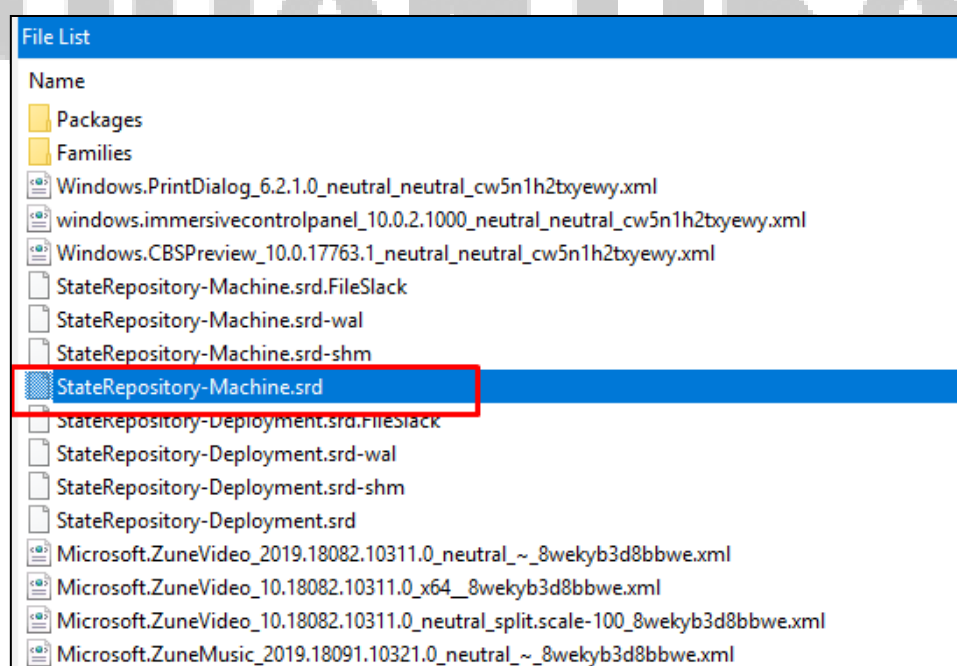 File List
Name
Packages
Families
Windows.PrintDialog_6.2.1.0_neutral_neutral_cw5n1h2txyewy.xml
windows.immersivecontrolpanel_10.0.2.1000_neutral_neutral_cw5n1h2txyewy.xml
Windows.CBSPreview_10.0.17763.1_neutral_neutral_cw5n1h2txyewy.xml
StateRepository-Machine.srd.FileSlack
StateRepository-Machine.srd-wal
StateRepository-Machine.srd-shm
StateRepository-Machine.srd
StateRepository-Deployment.srd.FileSlack
StateRepository-Deployment.srd-wal
StateRepository-Deployment.srd-shm
StateRepository-Deployment.srd
Microsoft.ZuneVideo_2019.18082.10311.0_neutral_~_8wekyb3d8bbwe.xml
Microsoft.ZuneVideo_10.18082.10311.0_x64__8wekyb3d8bbwe.xml
Microsoft.ZuneVideo_10.18082.10311.0_neutral_split.scale-100_8wekyb3d8bbwe.xml
Microsoft.ZuneMusic_2019.18091.10321.0_neutral_~_8wekyb3d8bbwe.xml